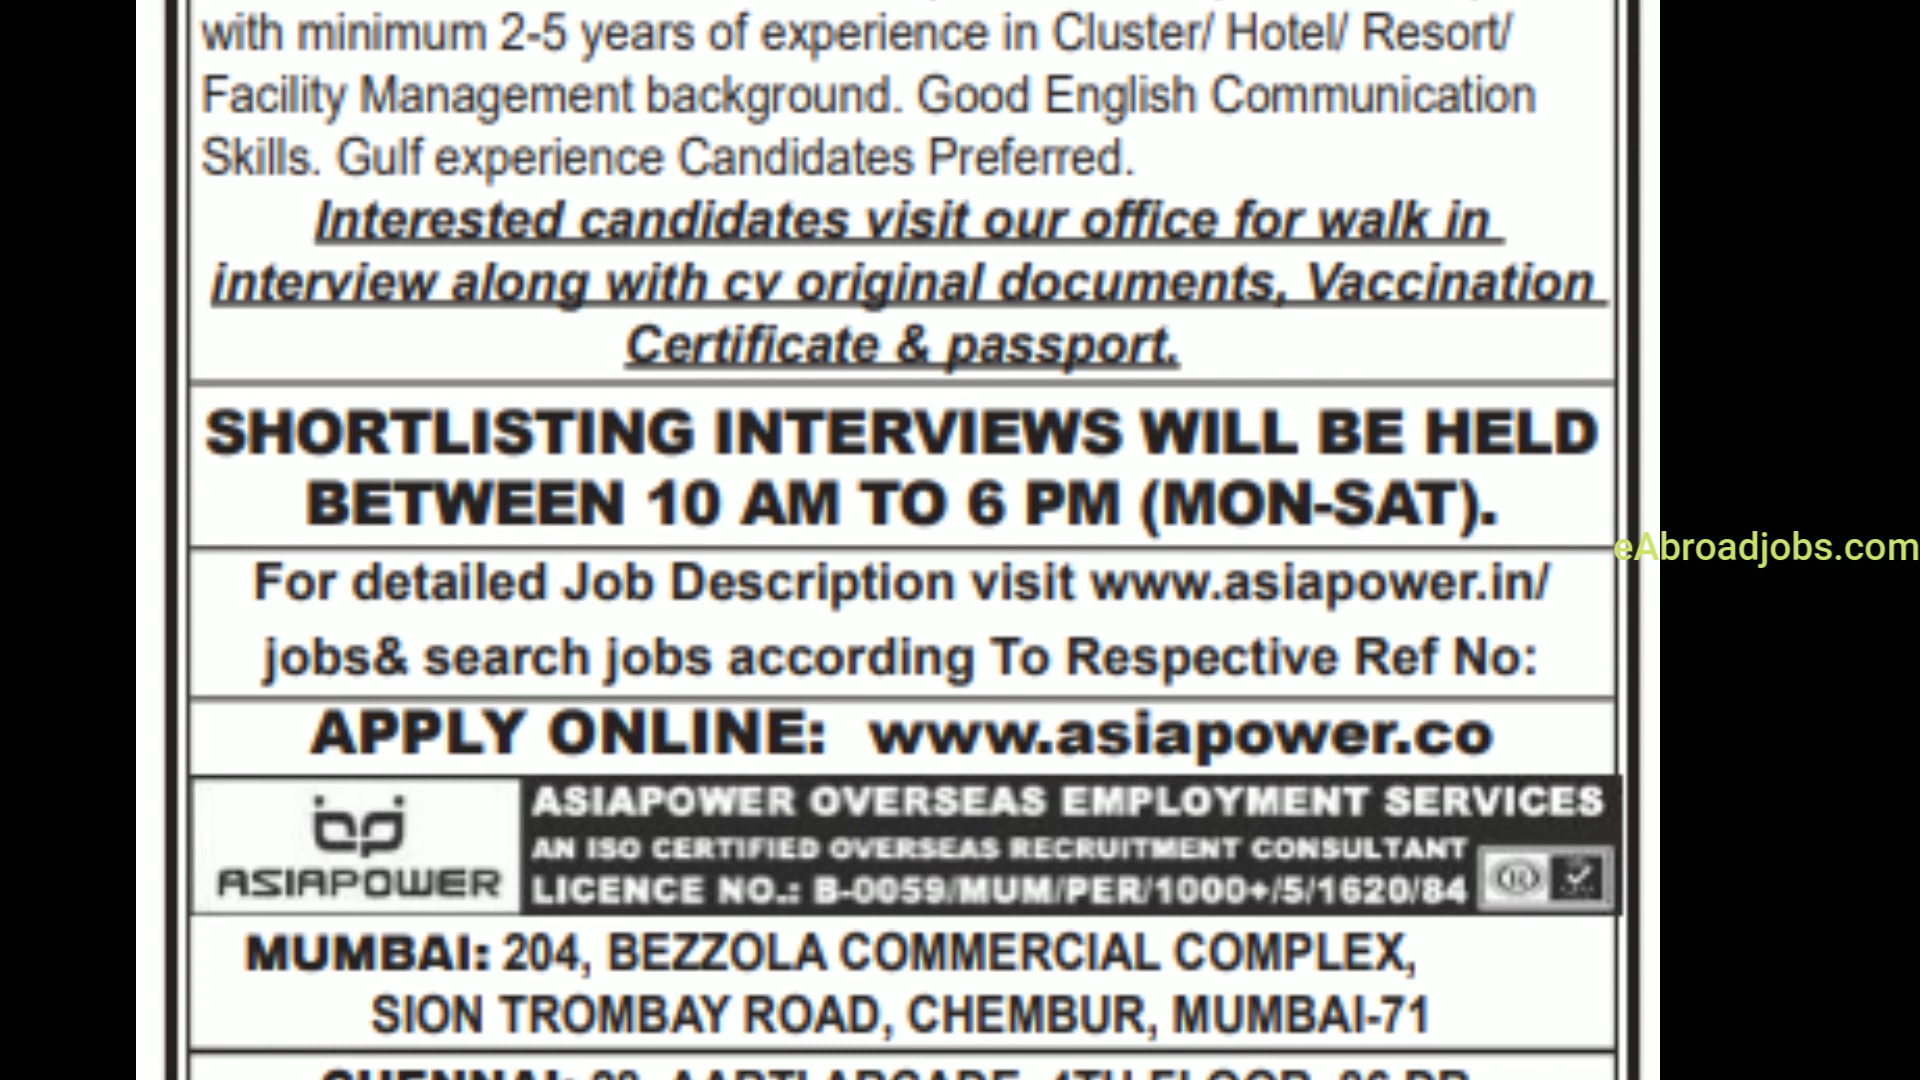 with minimum 2-5 years of experience in Cluster/ Hotel/ Resort/
Facility Management background. Good English Communication
Skills. Gulf experience Candidates Preferred.
Interested candidates visit our office for walk in
interview along with cv original documents, Vaccination
Certificate & passport.
SHORTLISTING INTERVIEWS WILL BE HELD
BETWEEN 10 AM TO 6 PM (MON-SAT).
eAbroadjobs.com
For detailed Job Description visit www.asiapower.in/
jobs& search jobs according To Respective Ref No:
APPLY ONLINE: www.asiapower.co
ASIAPOWER
ASIAPOWER OVERSEAS EMPLOYMENT SERVICES
AN ISO CERTIFIED OVERSEAS RECRUITMENT CONSULTANT
LICENCE NO.: B-0059/MUM/PER/1000+/5/1620/84
MUMBAI: 204, BEZZOLA COMMERCIAL COMPLEX,
SION TROMBAY ROAD, CHEMBUR, MUMBAI-71